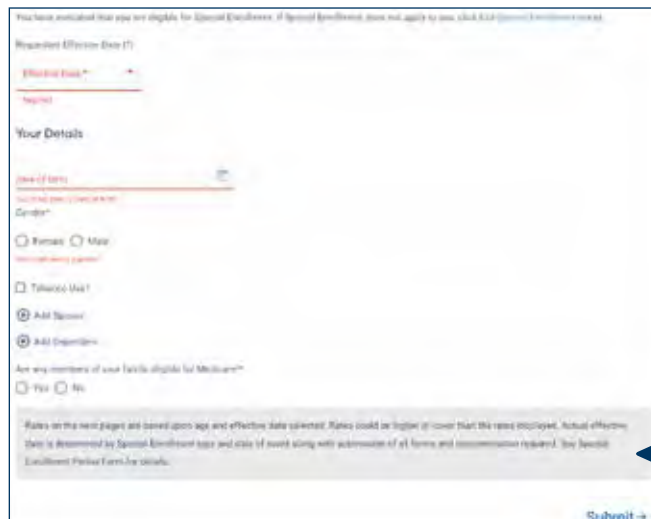 You have indicated that you are eligible for Special Enrollment. If Special Enrollment does not apply to you, click
Requested Effective Date (?)
Effective Date *
Required
Your Details
Date of Birth
Gender*
Female Male
Tobacco User
Add Spouse
Add Dependent
Are any members of your family eligible for Medicare?*
Yes No
Rates on the next pages are based upon age and effective date selected. Rates could be higher or lower than the rates displayed. Actual effective
date is determined by Special Enrollment type and date of event along with submission of all forms and documentation required. See Special
Enrollment Period Form for details.
Submit →